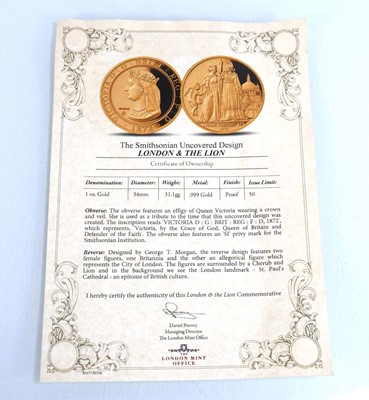 The Smithsonian Uncovered Design
LONDON & THE LION
Certificate of Ownership
Denomination: Diameter: Weight: Metal: Finish: Issue Limit:
1 oz. Gold 34mm 31.1gg .999 Gold Proof 50
Obverse: The obverse features an effigy of Queen Victoria wearing a crown
and veil. She is used as a tribute to the time that this uncovered design was
created. The inscription reads 'VICTORIA D : G : BRIT : REG : F : D, 1872',
which represents, Victoria, by the Grace of God, Queen of Britain and
Defender of the Faith'. The obverse also features an 'SI' privy mark for the
Smithsonian Institution.
Reverse: Designed by George T. Morgan, the reverse design features two
female figures, one Britannia and the other an allegorical figure which
represents the City of London. The figures are surrounded by a Cherub and
Lion and in the background we see the London landmark - St. Paul's
Cathedral - an epitome of British culture.
I hereby certify the authenticity of this London & the Lion Commemorative
Managing Director
The London Mint Office
THE
LONDON MINT
OFFICE